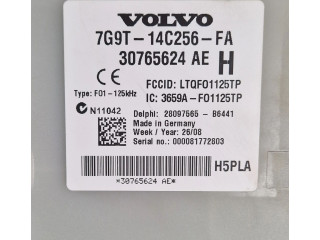 VOLVO
7G9T-14C256-FA
30765624 AE H
CE FCCID: LTQFO1125TP
Type: FO1-125kHz IC: 3659A-FO1125TP
N11042
Delphi: 28097565 - B6441
Made in Germany
Week / Year: 26/08
Serial no.: 000081772803
H5PLA
*30765624 AE*